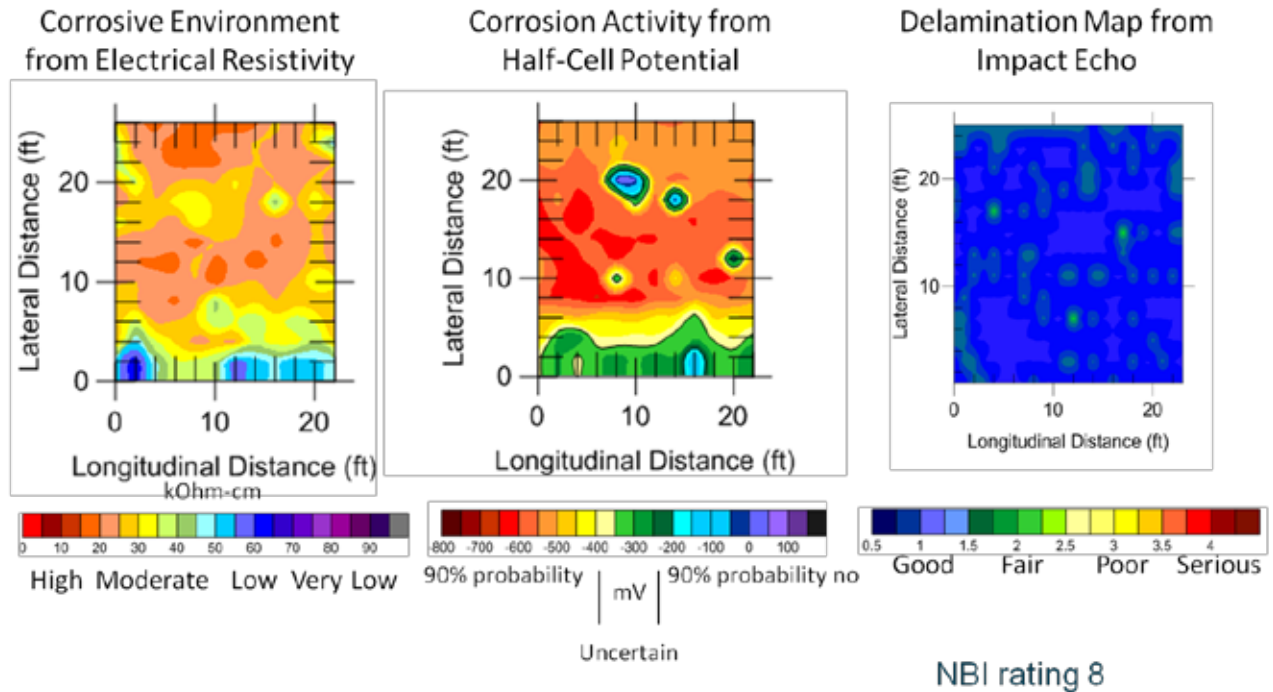 Corrosive Environment
from Electrical Resistivity
Corrosion Activity from
Half-Cell Potential
Delamination Map from
Impact Echo
Lateral Distance (ft)
20
10
0
0 10 20
Longitudinal Distance (ft)
kOhm-cm
0 10 20 30 40 50 60 70 80 90
High Moderate Low Very Low
Lateral Distance (ft)
20
10
0
0 10 20
Longitudinal Distance (ft)
-800 -700 -600 -500 -400 -300 -200 -100 0 100
90% probability
mV
90% probability no
Uncertain
Lateral Distance (ft)
20
10
0 10 20
Longitudinal Distance (ft)
0.5 1 1.5 2 2.5 3 3.5 4
Good Fair Poor Serious
NBI rating 8